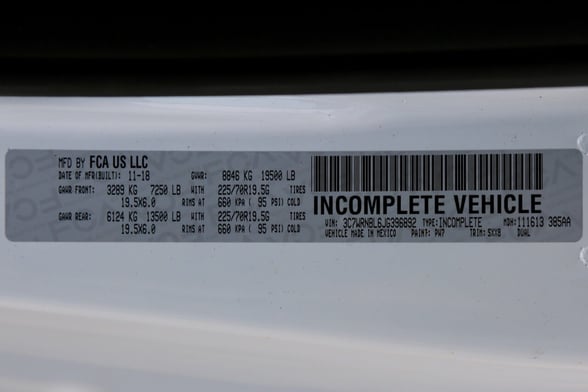 MFD BY FCA US LLC
DATE OF MFR(BUILT): 11-18 GVWR: 8846 KG 19500 LB
GAWR FRONT: 3289 KG 7250 LB WITH 225/70R19.5G TIRES
19.5X6.0 RIMS AT 660 KPA ( 95 PSI) COLD
GAWR REAR: 6124 KG 13500 LB WITH 225/70R19.5G TIRES
19.5X6.0 RIMS AT 660 KPA ( 95 PSI) COLD
INCOMPLETE VEHICLE
VIN: 3C7WRNBL6JG396892 TYPE: INCOMPLETE MDH: 111613 385AA
VEHICLE MADE IN MEXICO PAINT: PW7 TRIM: SXX8 DUAL